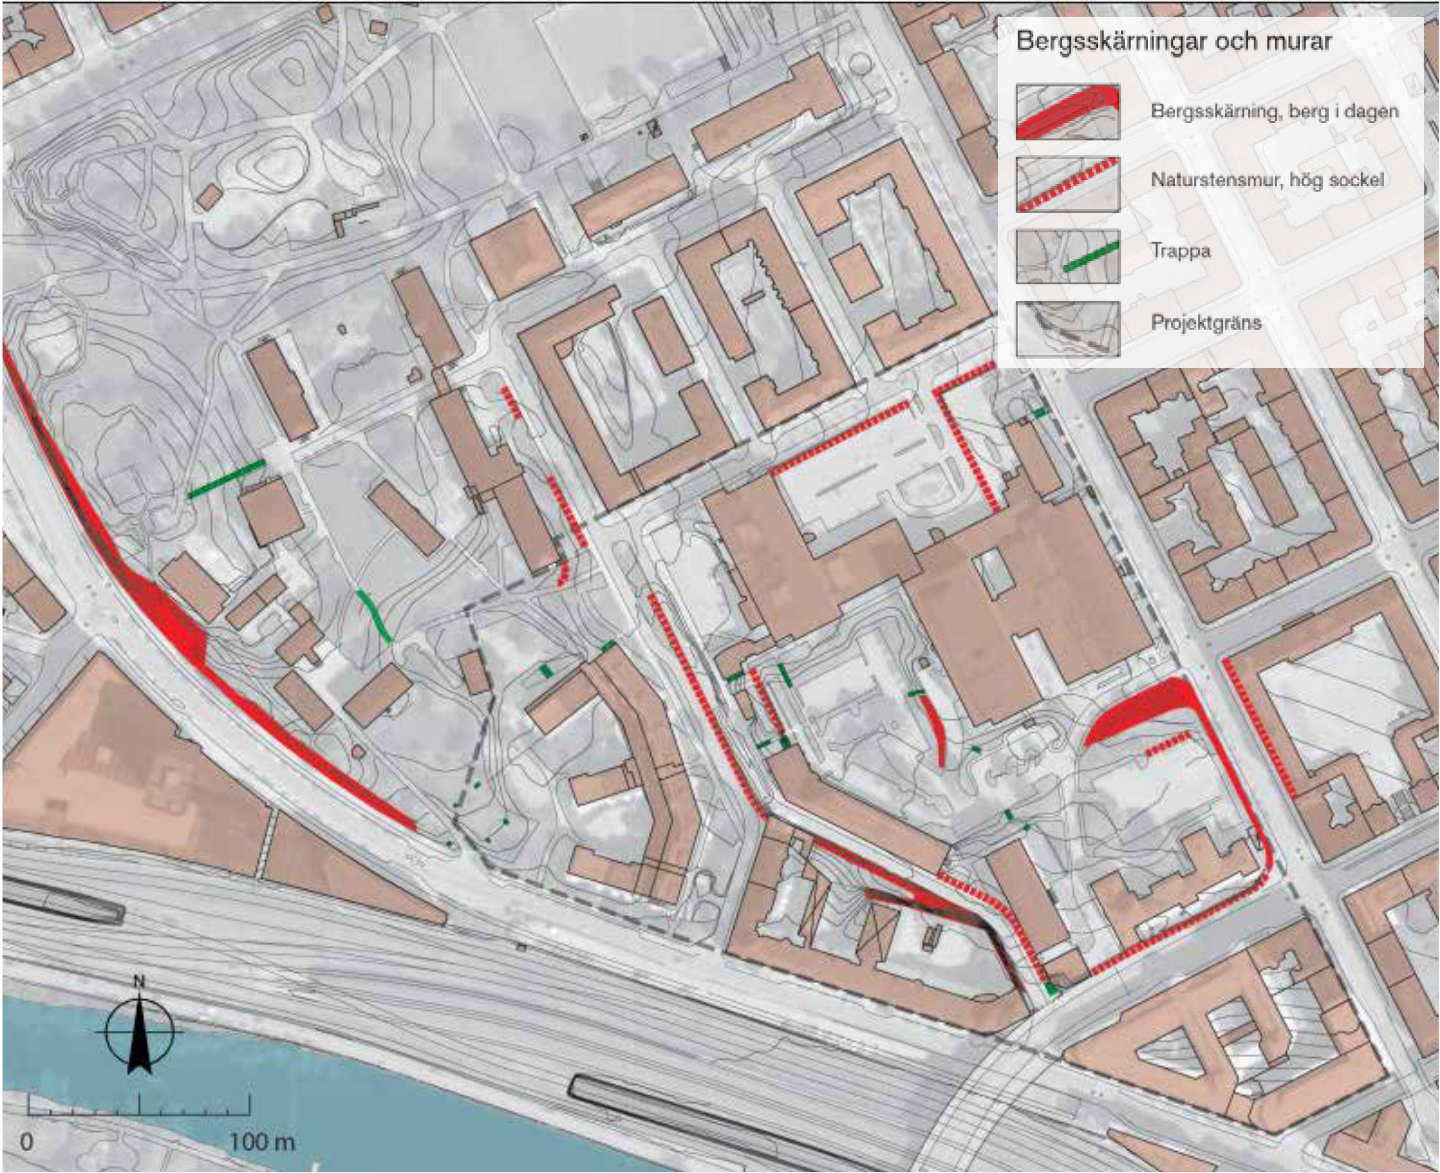 Bergsskärningar och murar
Bergsskärning, berg i dagen
Naturstensmur, hög sockel
Trappa
Projektgräns
N
0 100 m